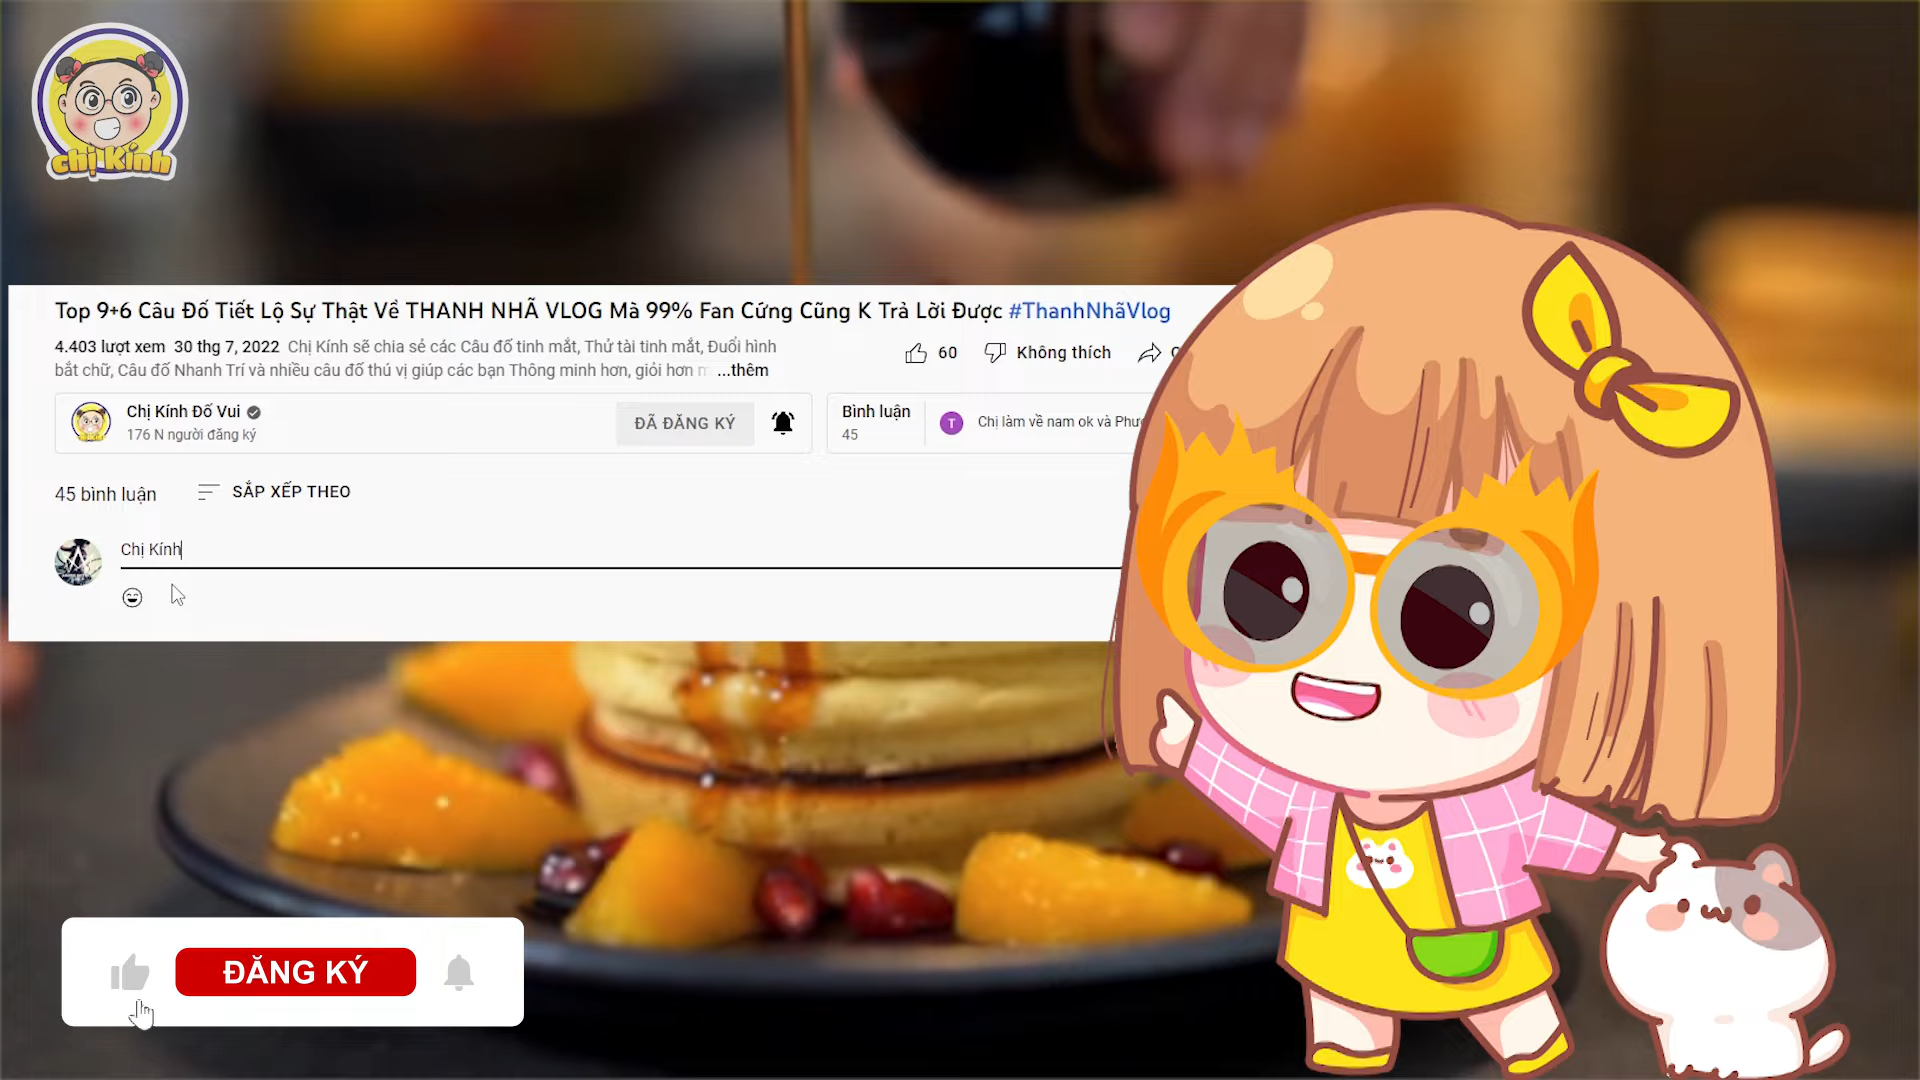 chị Kính
Top 9+6 Câu Đố Tiết Lộ Sự Thật Về THANH NHÃ VLOG Mà 99% Fan Cứng Cũng K Trả Lời Được #ThanhNhãVlog
4.403 lượt xem 30 thg 7, 2022 Chị Kính sẽ chia sẻ các Câu đố tinh mắt, Thử tài tinh mắt, Đuổi hình
bắt chữ, Câu đố Nhanh Trí và nhiều câu đố thú vị giúp các bạn Thông minh hơn, giỏi hơn ...thêm
60 Không thích
Chị Kính Đố Vui
176 N người đăng ký
ĐÃ ĐĂNG KÝ
Bình luận
45
T Chị làm về nam ok và
45 bình luận SẮP XẾP THEO
Chị Kính
ĐĂNG KÝ